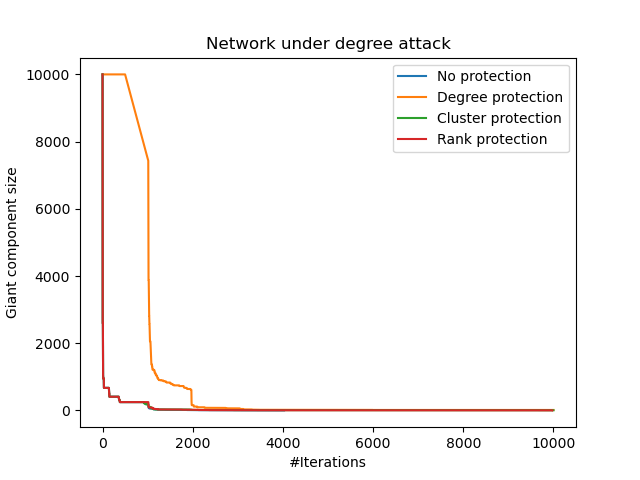 Network under degree attack
No protection
Degree protection
Cluster protection
Rank protection
Giant component size
10000
8000
6000
4000
2000
0
0 2000 4000 6000 8000 10000
#Iterations